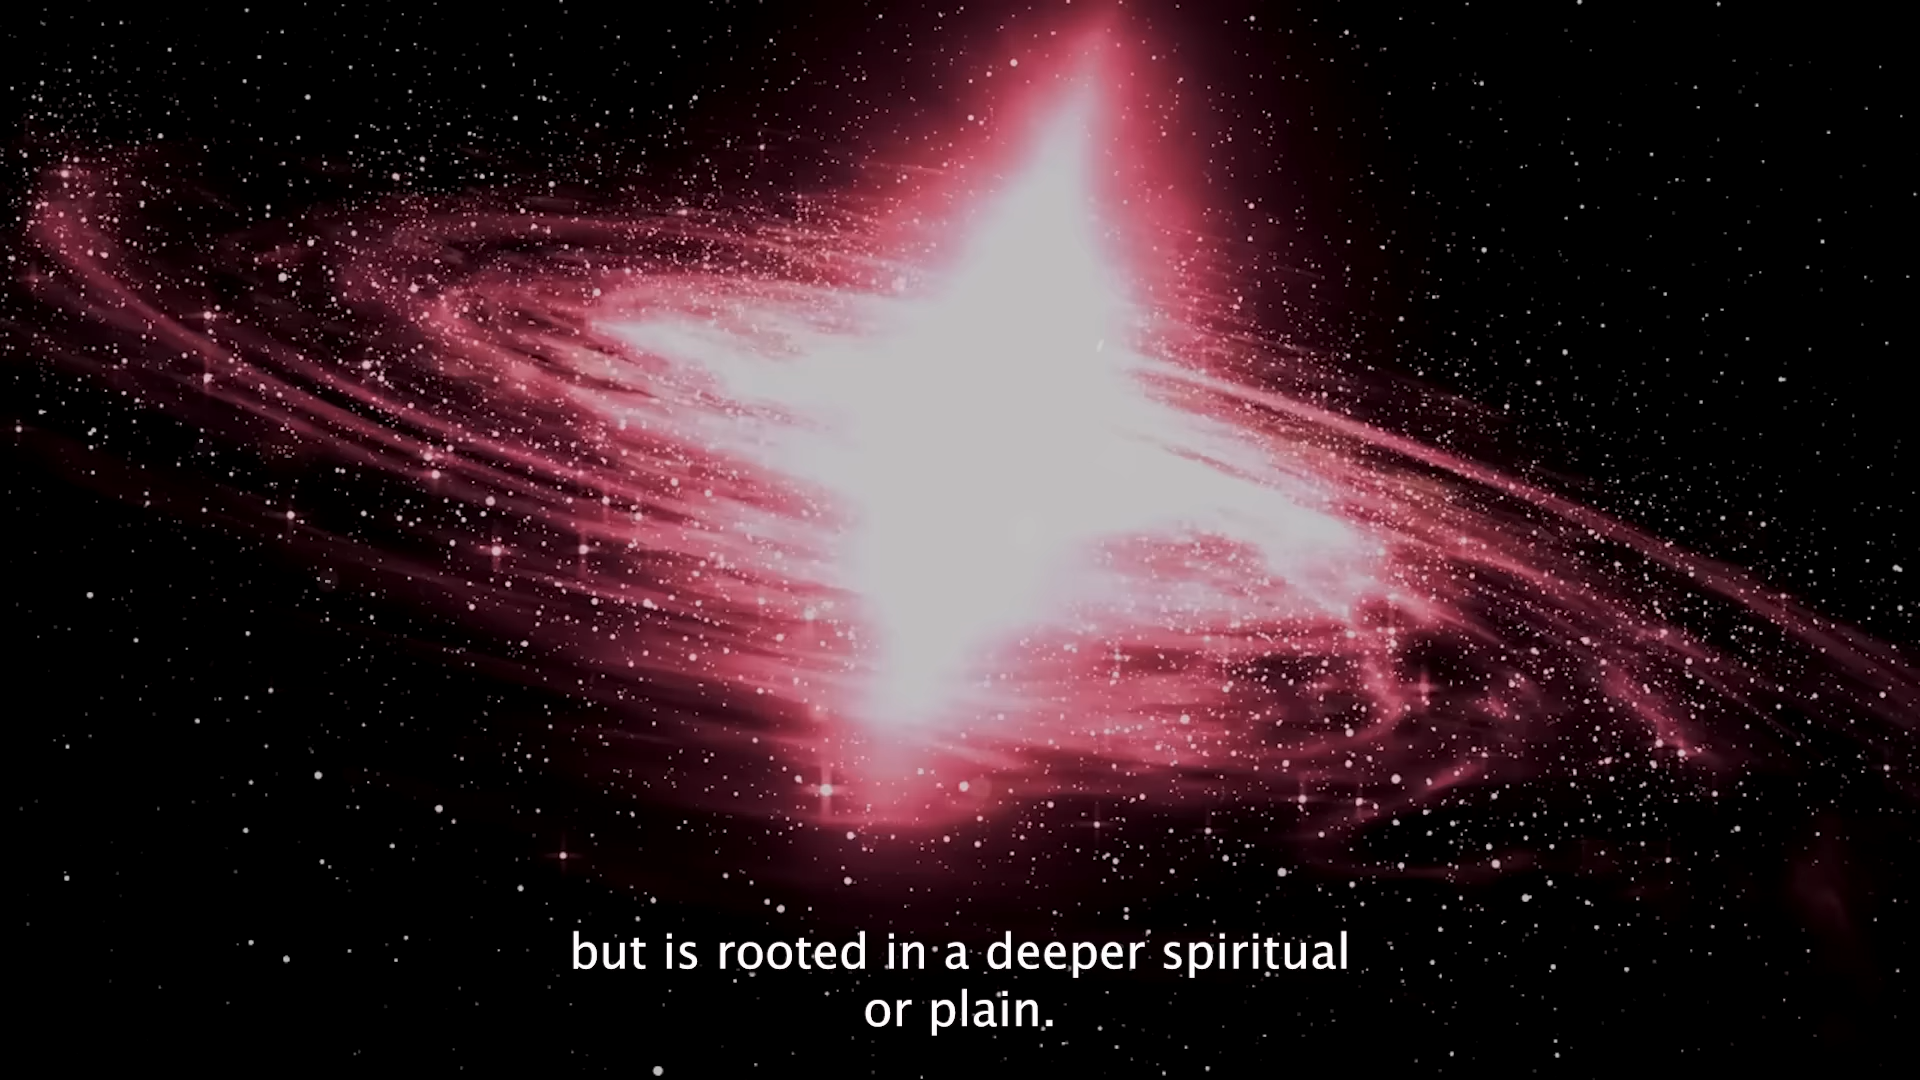 but is rooted in a deeper spiritual
or plain.